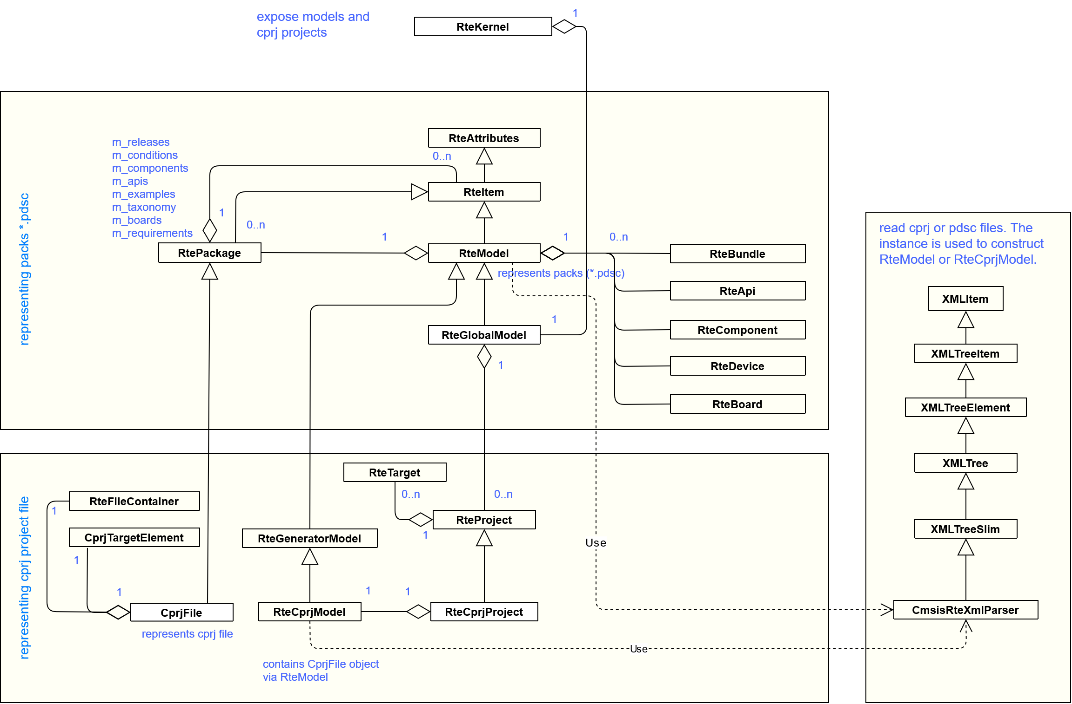 expose models and
cprj projects
RteKernel
1
representing packs *.pdsc
m_releases
m_conditions
m_components
m_apis
m_examples
m_taxonomy
m_boards
m_requirements
1
0..n
RtePackage
RteAttributes
0..n
RteItem
1
RteModel
1
0..n
represents packs (*.pdsc)
RteGlobalModel
1
1
RteBundle
RteApi
RteComponent
RteDevice
RteBoard
representing cprj project file
RteFileContainer
1
CprjTargetElement
1
1
CprjFile
represents cprj file
RteTarget
0..n
0..n
RteProject
1
RteGeneratorModel
RteCprjModel
1
1
RteCprjProject
contains CprjFile object
via RteModel
Use
Use
read cprj or pdsc files. The
instance is used to construct
RteModel or RteCprjModel.
XMLItem
XMLTreeItem
XMLTreeElement
XMLTree
XMLTreeSlim
CmsisRteXmlParser